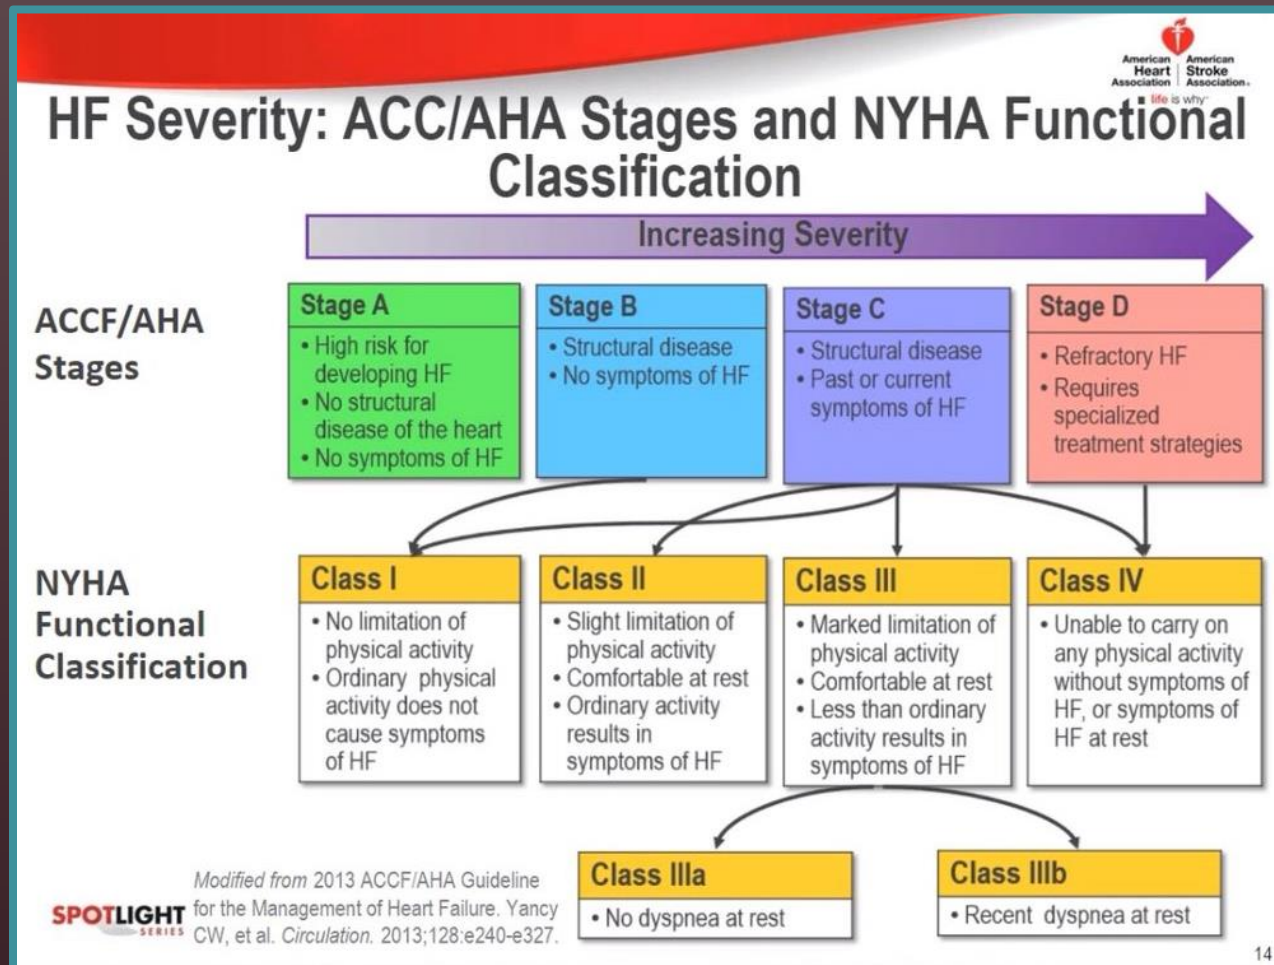 American
Heart
Association
American
Stroke
Association®
life is why™
HF Severity: ACC/AHA Stages and NYHA Functional
Classification
Increasing Severity
ACCF/AHA
Stages
Stage A
• High risk for
developing HF
• No structural
disease of the heart
• No symptoms of HF
Stage B
• Structural disease
• No symptoms of HF
Stage C
• Structural disease
• Past or current
symptoms of HF
Stage D
• Refractory HF
• Requires
specialized
treatment strategies
NYHA
Functional
Classification
Class I
• No limitation of
physical activity
• Ordinary physical
activity does not
cause symptoms
of HF
Class II
• Slight limitation of
physical activity
• Comfortable at rest
• Ordinary activity
results in
symptoms of HF
Class III
• Marked limitation of
physical activity
• Comfortable at rest
• Less than ordinary
activity results in
symptoms of HF
Class IV
• Unable to carry on
any physical activity
without symptoms of
HF, or symptoms of
HF at rest
Class IIIa
• No dyspnea at rest
Class IIIb
• Recent dyspnea at rest
SPOTLIGHT
SERIES
Modified from 2013 ACCF/AHA Guideline
for the Management of Heart Failure. Yancy
CW, et al. Circulation. 2013;128:e240-e327.
14